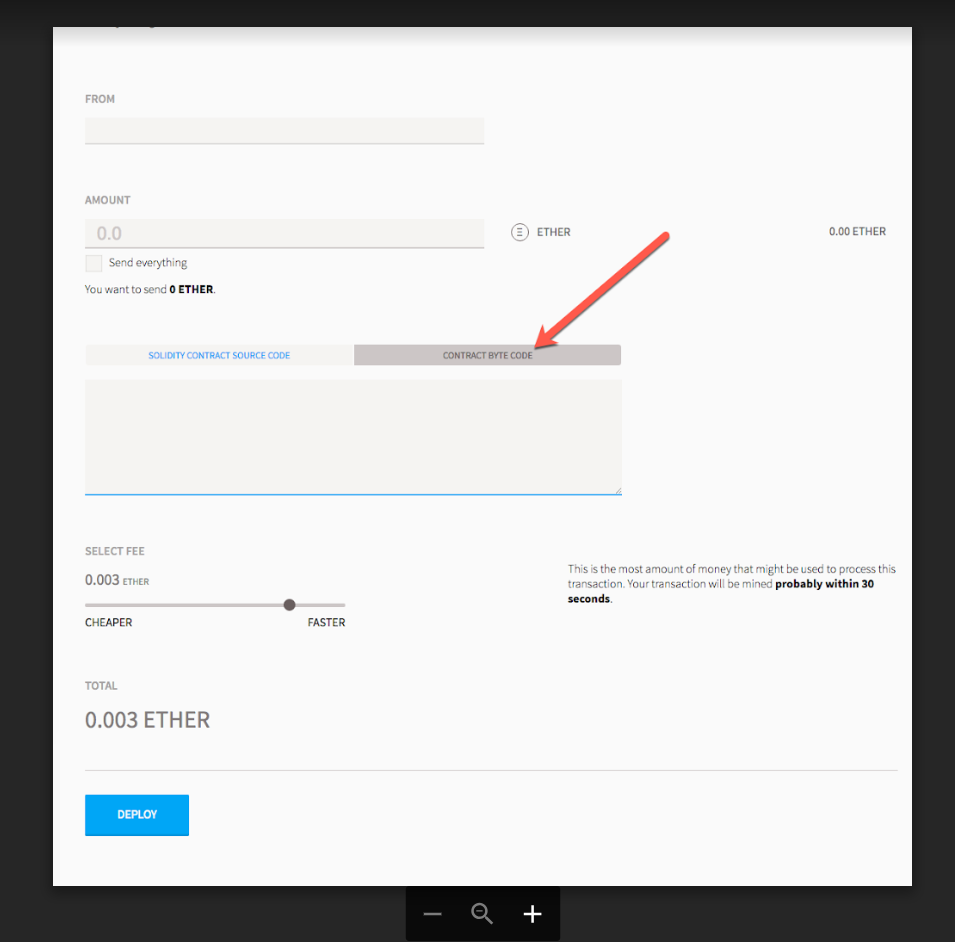 FROM
AMOUNT
0.0
ETHER
0.00 ETHER
Send everything
You want to send 0 ETHER.
SOLIDITY CONTRACT SOURCE CODE
CONTRACT BYTE CODE
SELECT FEE
0.003 ETHER
This is the most amount of money that might be used to process this
transaction. Your transaction will be mined probably within 30
seconds.
CHEAPER
FASTER
TOTAL
0.003 ETHER
DEPLOY